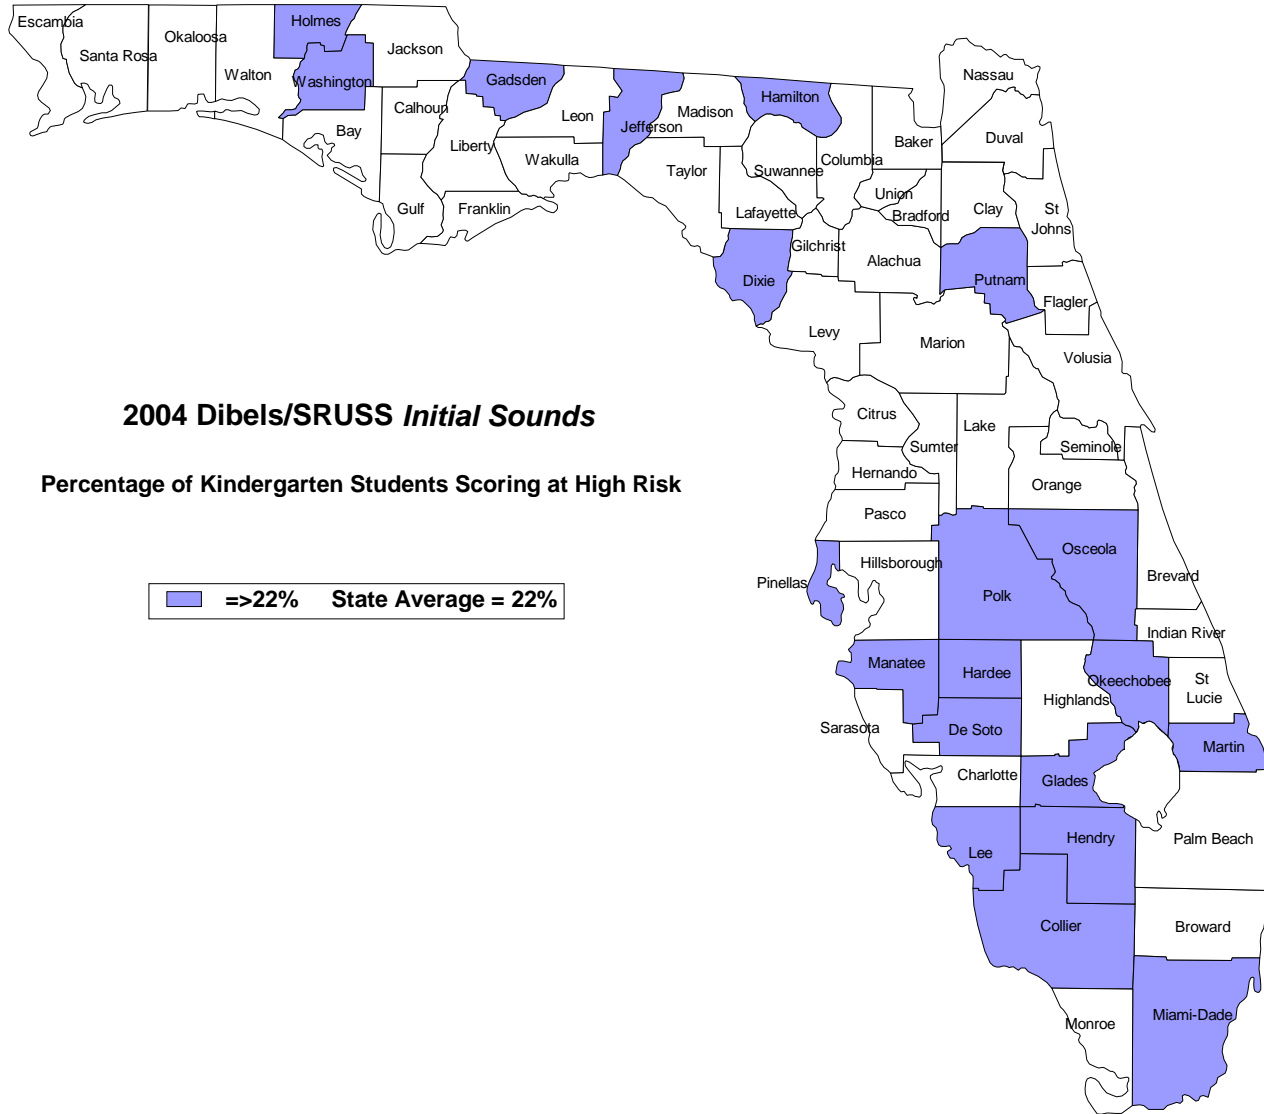 Escambia
Santa Rosa
Okaloosa
Walton
Holmes
Washington
Jackson
Bay
Calhoun
Gulf
Liberty
Franklin
Gadsden
Leon
Wakulla
Jefferson
Madison
Taylor
Hamilton
Suwannee
Lafayette
Dixie
Columbia
Gilchrist
Levy
Baker
Union
Bradford
Alachua
Nassau
Duval
Clay
St
Johns
Putnam
Flagler
Marion
Volusia
2004 Dibels/SRUSS Initial Sounds
Percentage of Kindergarten Students Scoring at High Risk
=>22% State Average = 22%
Citrus
Sumter
Lake
Seminole
Hernando
Orange
Pasco
Pinellas
Hillsborough
Polk
Osceola
Brevard
Indian River
Manatee
Hardee
Highlands
Okeechobee
St
Lucie
Sarasota
De Soto
Martin
Charlotte
Glades
Lee
Hendry
Palm Beach
Collier
Broward
Monroe
Miami-Dade